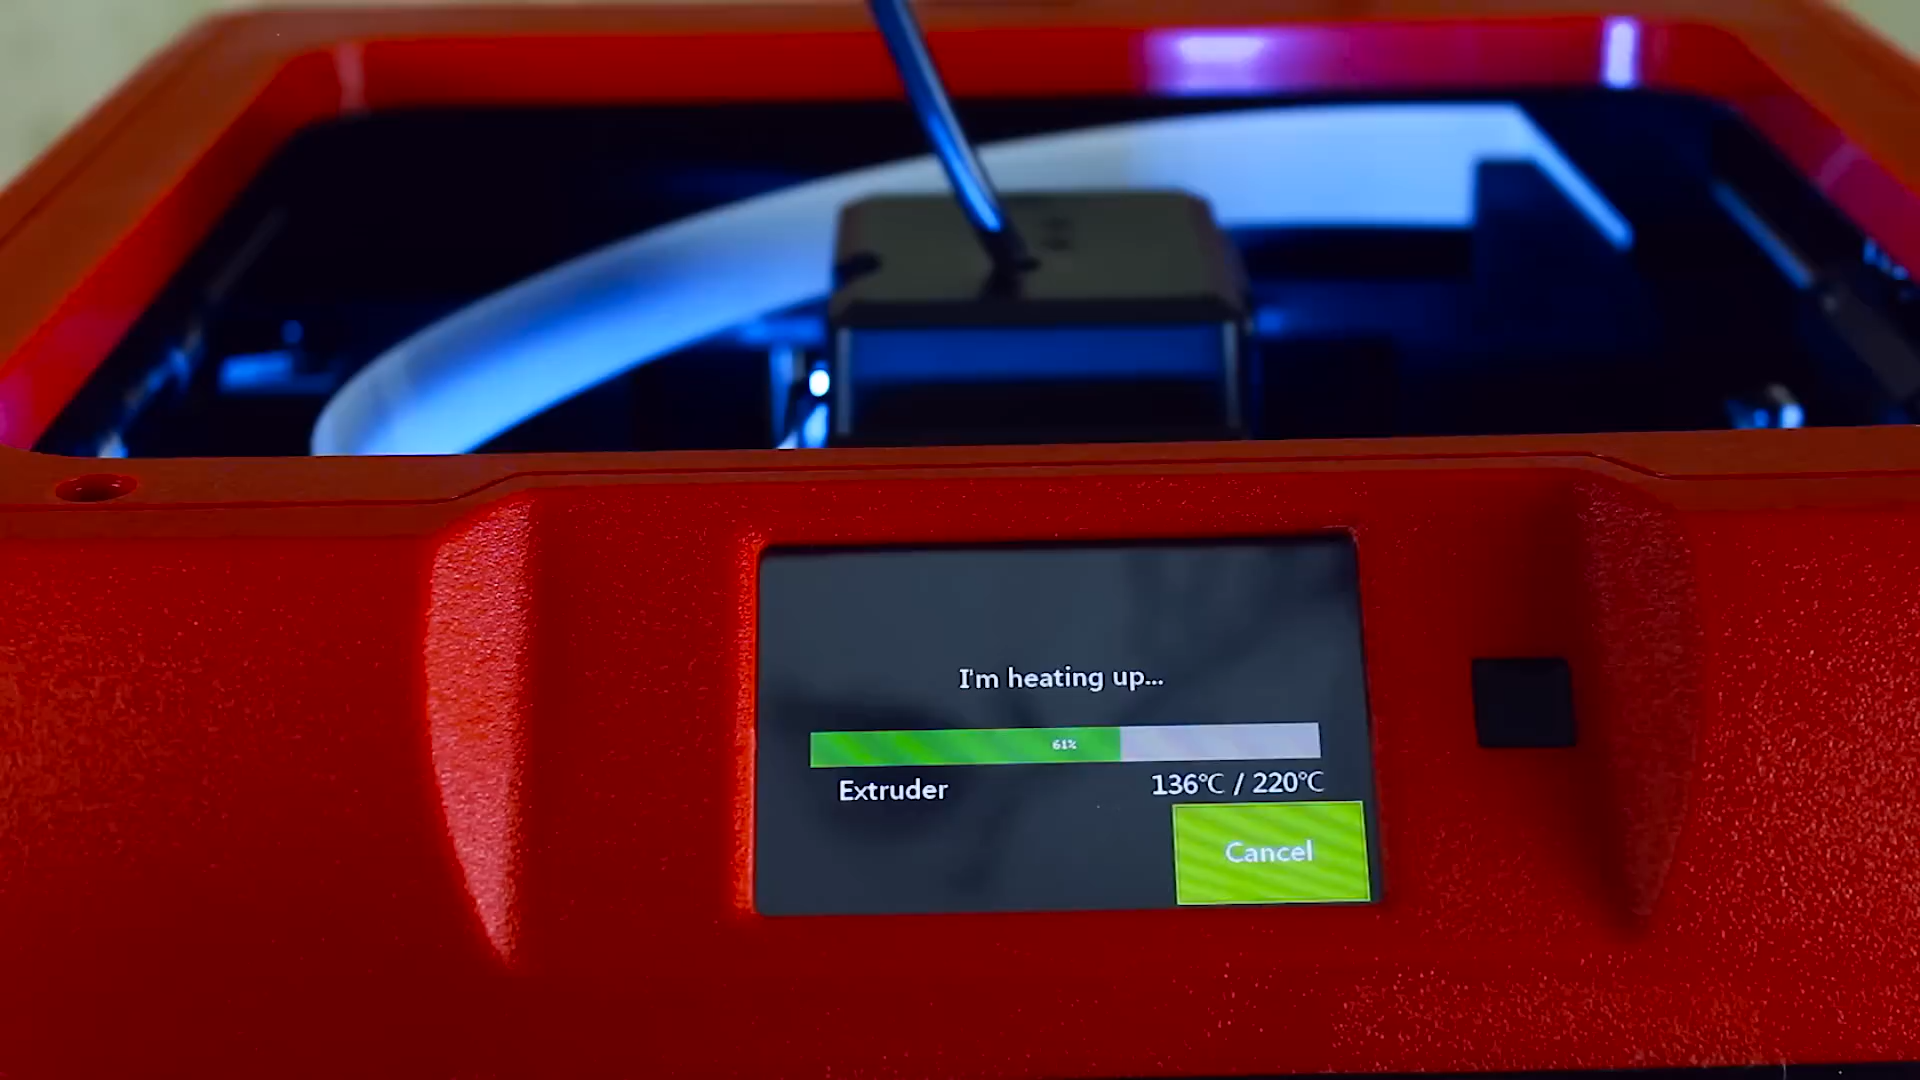 I'm heating up...
61%
Extruder 136℃ / 220℃
Cancel